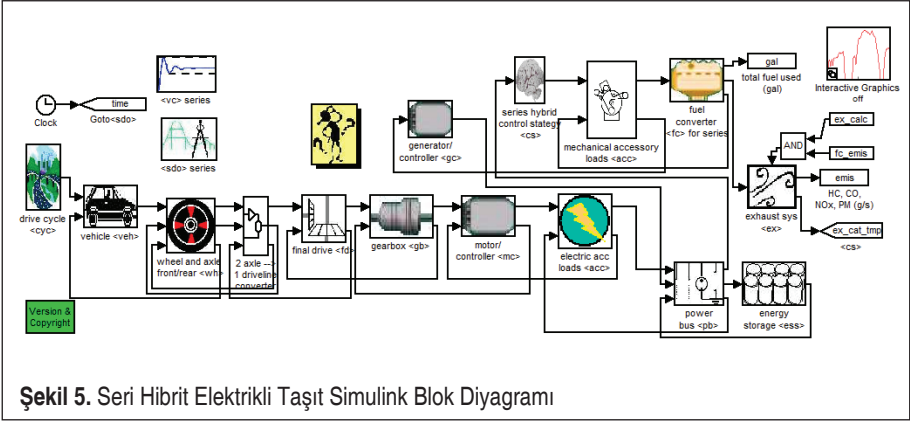 <vc> series
time
Clock
Goto<sdo>
<sdo> series
generator/
controller <gc>
series hybrid
control stategy
<cs>
mechanical accessory
loads <acc>
fuel
converter
<fc> for series
gal
total fuel used
(gal)
Interactive Graphics
off
ex_calc
AND
fc_emis
emis
HC, CO,
NOx, PM (g/s)
exhaust sys
<ex>
ex_cat_tmp
<cs>
drive cycle
<cyc>
vehicle <veh>
wheel and axle
front/rear <wh>
2 axle -->
1 driveline
converter
final drive <fd>
gearbox <gb>
motor/
controller <mc>
electric acc
loads <acc>
power
bus <pb>
energy
storage <ess>
Version &
Copyright
Şekil 5. Seri Hibrit Elektrikli Taşıt Simulink Blok Diyagramı